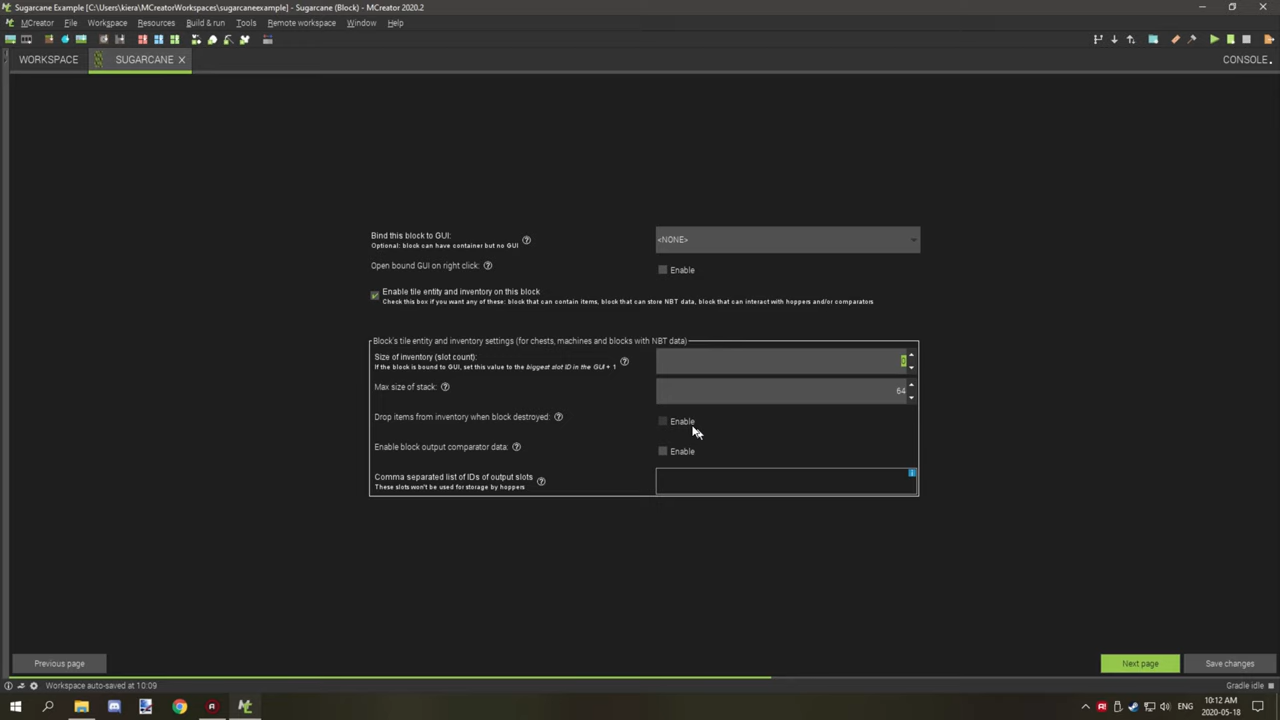 Sugarcane Example [C:\Users\kiera\MCreatorWorkspaces\sugarcaneexample] - Sugarcane (Block) - MCreator 2020.2
MCreator File Workspace Resources Build & run Tools Remote workspace Window Help
WORKSPACE SUGARCANE CONSOLE
Bind this block to GUI:
Optional: block can have container but no GUI
<NONE>
Open bound GUI on right click: Enable
Enable tile entity and inventory on this block
Check this box if you want any of these: block that can contain items, block that can store NBT data, block that can interact with hoppers and/or comparators
Block's tile entity and inventory settings (for chests, machines and blocks with NBT data)
Size of inventory (slot count):
If the block is bound to GUI, set this value to the biggest slot ID in the GUI + 1
0
Max size of stack: 64
Drop items from inventory when block destroyed: Enable
Enable block output comparator data: Enable
Comma separated list of IDs of output slots
These slots won't be used for storage by hoppers
Previous page Next page Save changes
Workspace auto-saved at 10:09 Gradle idle
ENG 10:12 AM
2020-05-18